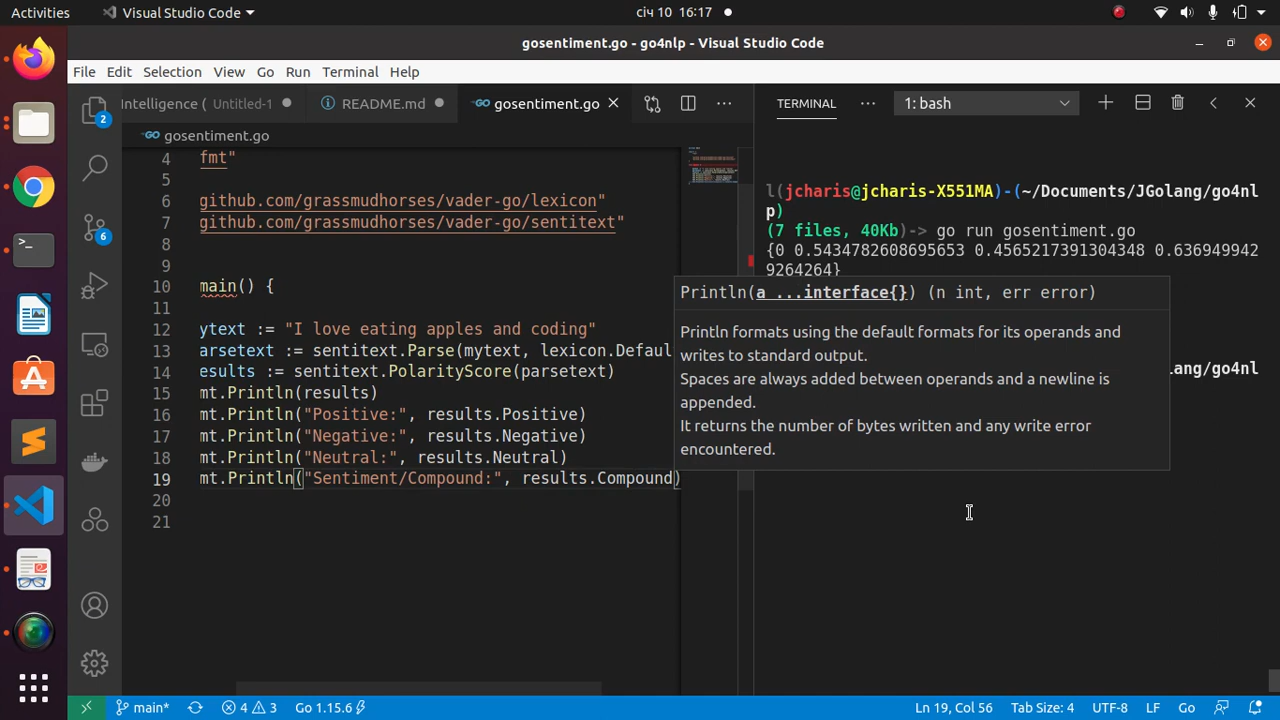 Activities
Visual Studio Code
січ 10 16:17
gosentiment.go - go4nlp - Visual Studio Code
File Edit Selection View Go Run Terminal Help
Intelligence ( Untitled-1
README.md
gosentiment.go
TERMINAL
1: bash
gosentiment.go
4 fmt"
5
6 github.com/grassmudhorses/vader-go/lexicon"
7 github.com/grassmudhorses/vader-go/sentitext"
8
9
10 main() {
11
12 ytext := "I love eating apples and coding"
13 arsetext := sentitext.Parse(mytext, lexicon.Defaul
14 esults := sentitext.PolarityScore(parsetext)
15 mt.Println(results)
16 mt.Println("Positive:", results.Positive)
17 mt.Println("Negative:", results.Negative)
18 mt.Println("Neutral:", results.Neutral)
19 mt.Println("Sentiment/Compound:", results.Compound)
20
21
l(jcharis@jcharis-X551MA)-(~/Documents/JGolang/go4nl
p)
(7 files, 40Kb)-> go run gosentiment.go
{0 0.5434782608695653 0.4565217391304348 0.636949942
9264264}
Println(a ...interface{}) (n int, err error)
Println formats using the default formats for its operands and
writes to standard output.
Spaces are always added between operands and a newline is
appended.
It returns the number of bytes written and any write error
encountered.
lang/go4nl
2
6
main*
4 3
Go 1.15.6
Ln 19, Col 56
Tab Size: 4
UTF-8
LF
Go